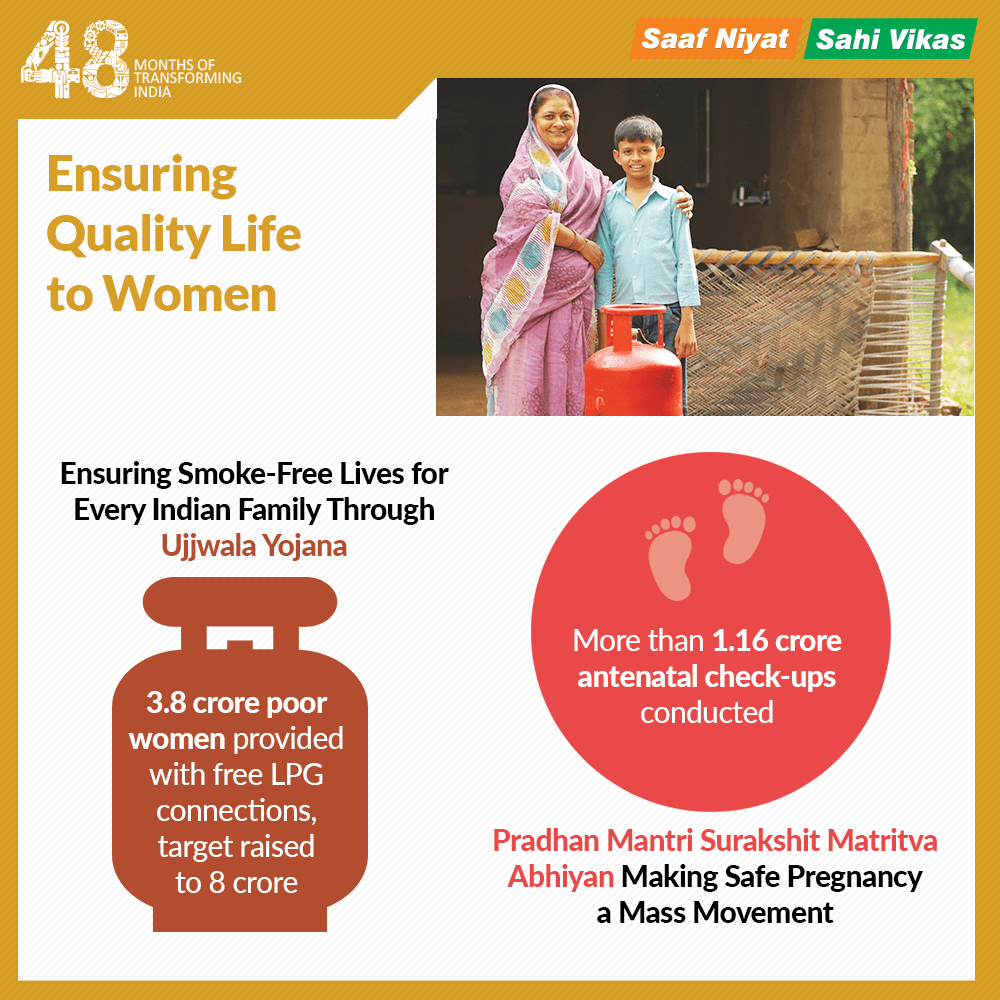 48 MONTHS OF
TRANSFORMING
INDIA
Saaf Niyat Sahi Vikas
Ensuring
Quality Life
to Women
Ensuring Smoke-Free Lives for
Every Indian Family Through
Ujjwala Yojana
3.8 crore poor
women provided
with free LPG
connections,
target raised
to 8 crore
More than 1.16 crore
antenatal check-ups
conducted
Pradhan Mantri Surakshit Matritva
Abhiyan Making Safe Pregnancy
a Mass Movement